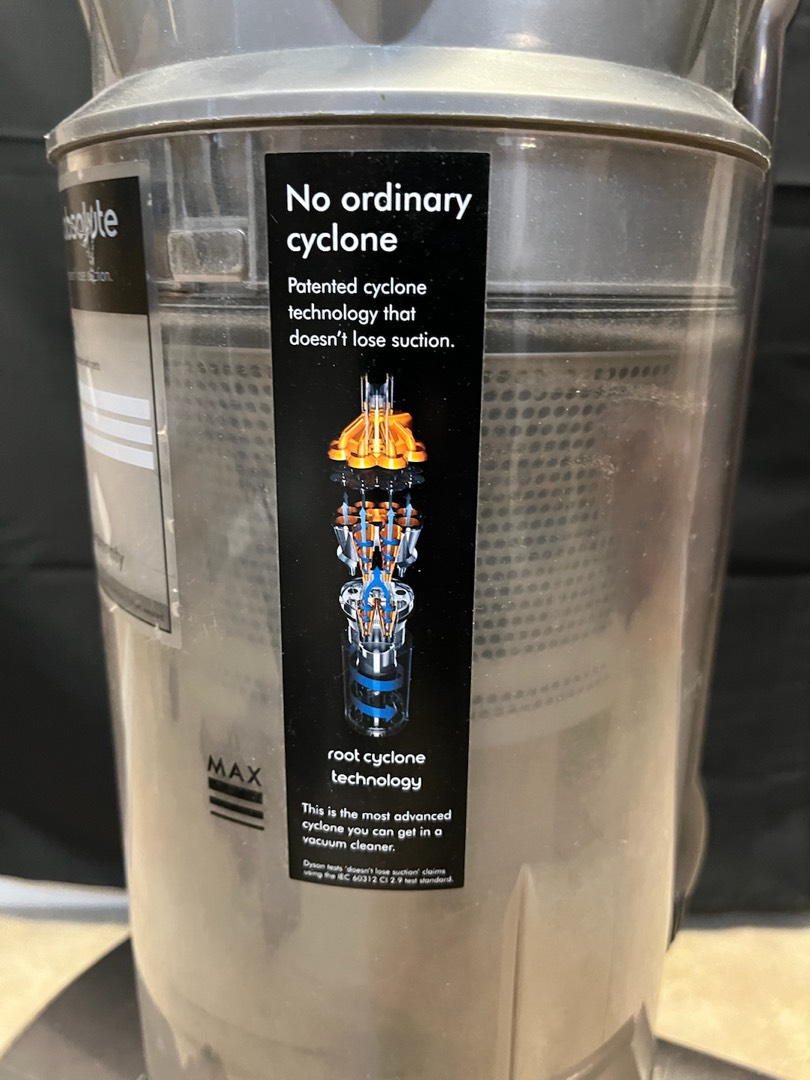 No ordinary
cyclone
Patented cyclone
technology that
doesn't lose suction.
root cyclone
technology
This is the most advanced
cyclone you can get in a
vacuum cleaner.
Dyson tests 'doesn't lose suction' claims
using the IEC 60312 Cl 2.9 test standard.
absolute
MAX